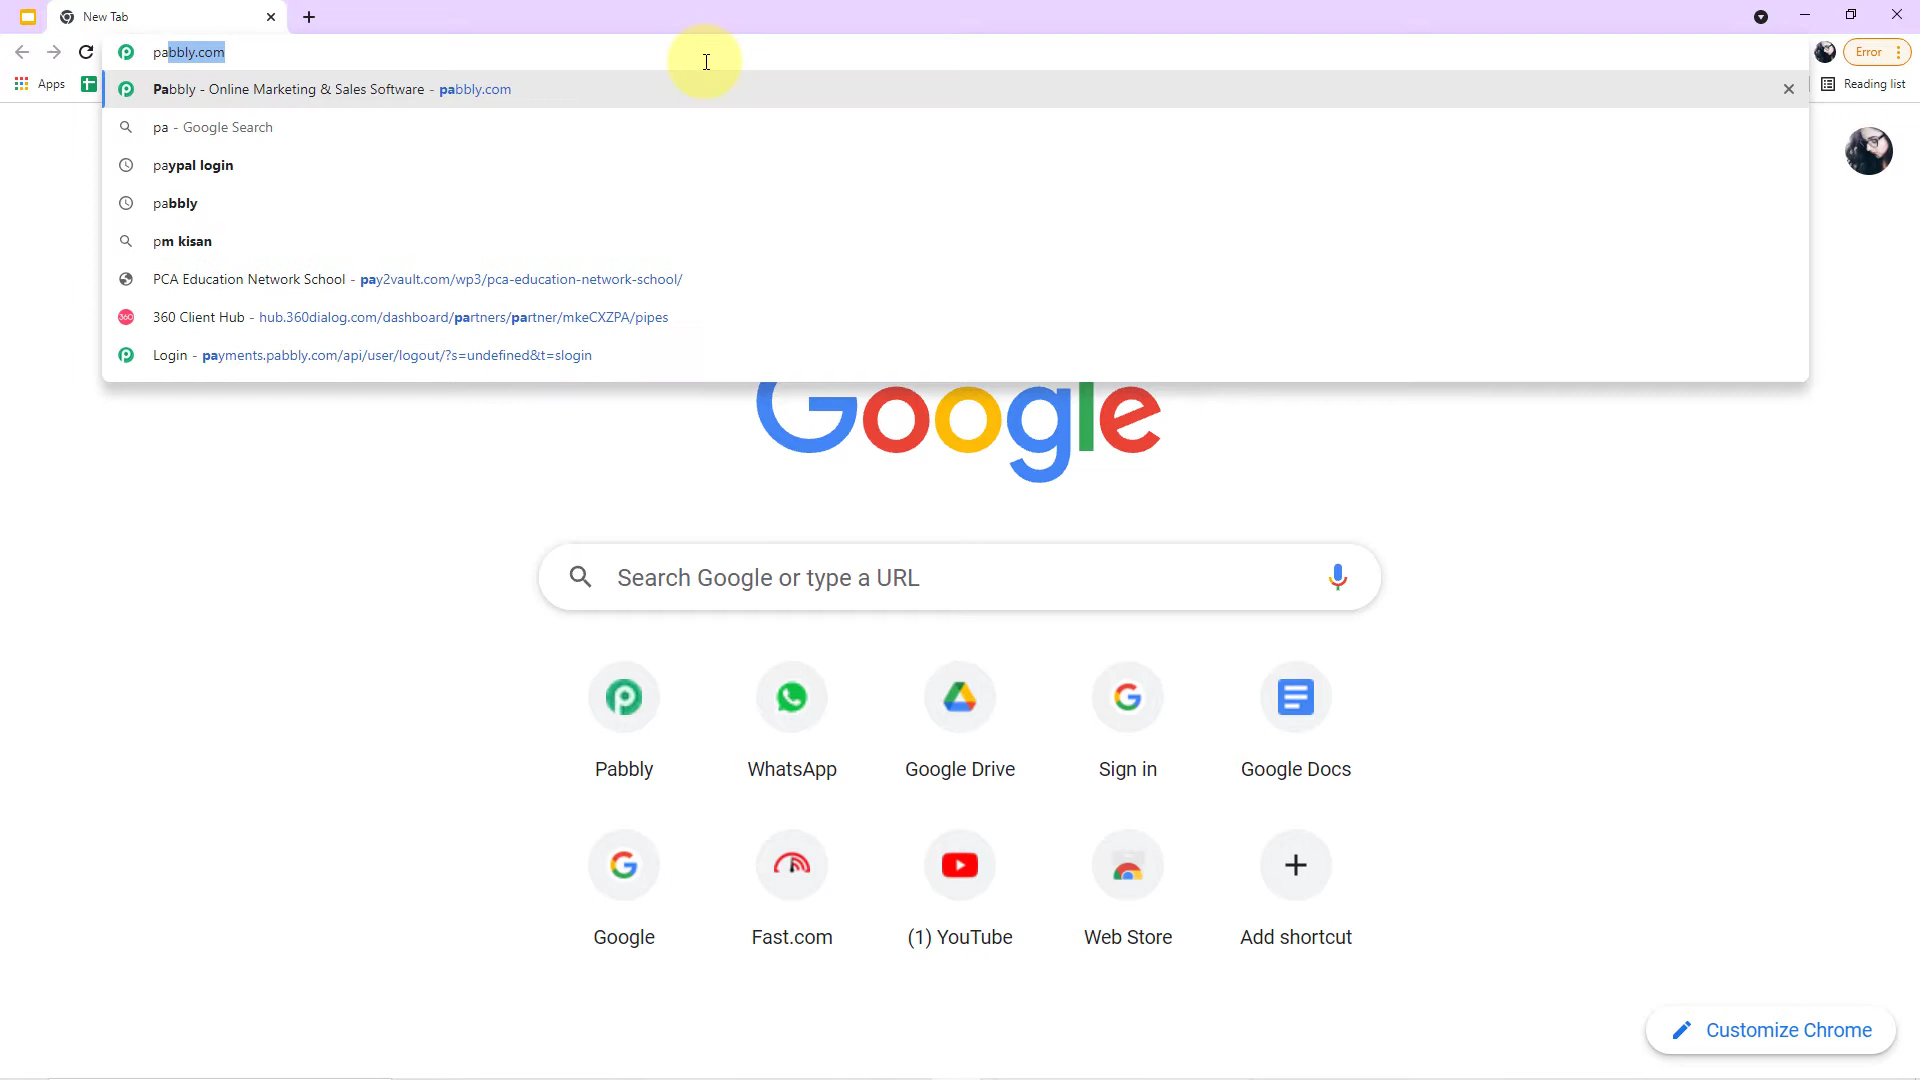 New Tab
pabbly.com
Error
Apps
Pabbly - Online Marketing & Sales Software - pabbly.com
Reading list
pa - Google Search
paypal login
pabbly
pm kisan
PCA Education Network School - pay2vault.com/wp3/pca-education-network-school/
360 Client Hub - hub.360dialog.com/dashboard/partners/partner/mkeCXZPA/pipes
360
Login - payments.pabbly.com/api/user/logout/?s=undefined&t=slogin
Google
Search Google or type a URL
Pabbly
WhatsApp
Google Drive
Sign in
Google Docs
Google
Fast.com
(1) YouTube
Web Store
Add shortcut
Customize Chrome